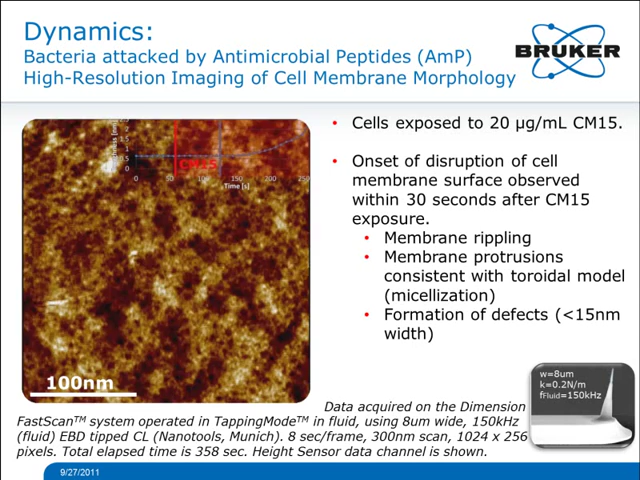 Dynamics:
Bacteria attacked by Antimicrobial Peptides (AmP)
High-Resolution Imaging of Cell Membrane Morphology
BRUKER
CM15
0
0 50 100 150 200 250
Time [s]
100nm
• Cells exposed to 20 µg/mL CM15.
• Onset of disruption of cell
membrane surface observed
within 30 seconds after CM15
exposure.
• Membrane rippling
• Membrane protrusions
consistent with toroidal model
(micellization)
• Formation of defects (<15nm
width)
w=8um
k=0.2N/m
fFluid=150kHz
Data acquired on the Dimension
FastScanTM system operated in TappingModeTM in fluid, using 8um wide, 150kHz
(fluid) EBD tipped CL (Nanotools, Munich). 8 sec/frame, 300nm scan, 1024 x 256
pixels. Total elapsed time is 358 sec. Height Sensor data channel is shown.
9/27/2011